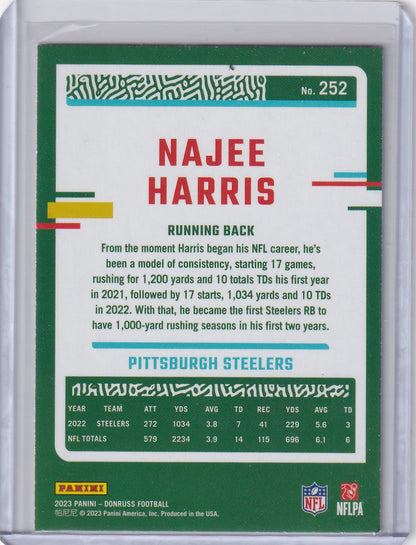 No. 252
NAJEE
HARRIS
RUNNING BACK
From the moment Harris began his NFL career, he's
been a model of consistency, starting 17 games,
rushing for 1,200 yards and 10 totals TDs his first year
in 2021, followed by 17 starts, 1,034 yards and 10 TDs
in 2022. With that, he became the first Steelers RB to
have 1,000-yard rushing seasons in his first two years.
PITTSBURGH STEELERS
YEAR TEAM ATT YDS AVG TD REC YDS AVG TD
2022 STEELERS 272 1034 3.8 7 41 229 5.6 3
NFL TOTALS 579 2234 3.9 14 115 696 6.1 6
PANINI
2023 PANINI – DONRUSS FOOTBALL
帕尼尼 © 2023 Panini America, Inc. Produced in the USA.
NFL
NFLPA